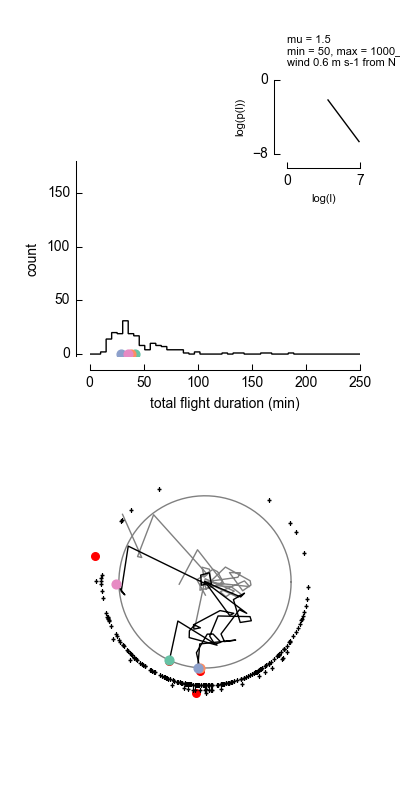 mu = 1.5
min = 50, max = 1000_
wind 0.6 m s-1 from N
0
log(p(l))
−8
0
7
log(l)
150
100
50
0
count
0
50
100
150
200
250
total flight duration (min)